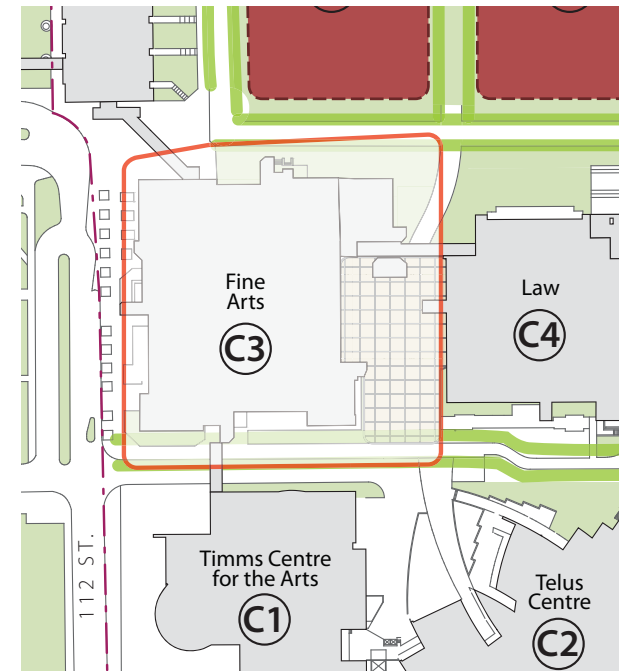 Fine
Arts
C3
Law
C4
112 ST.
Timms Centre
for the Arts
C1
Telus
Centre
C2